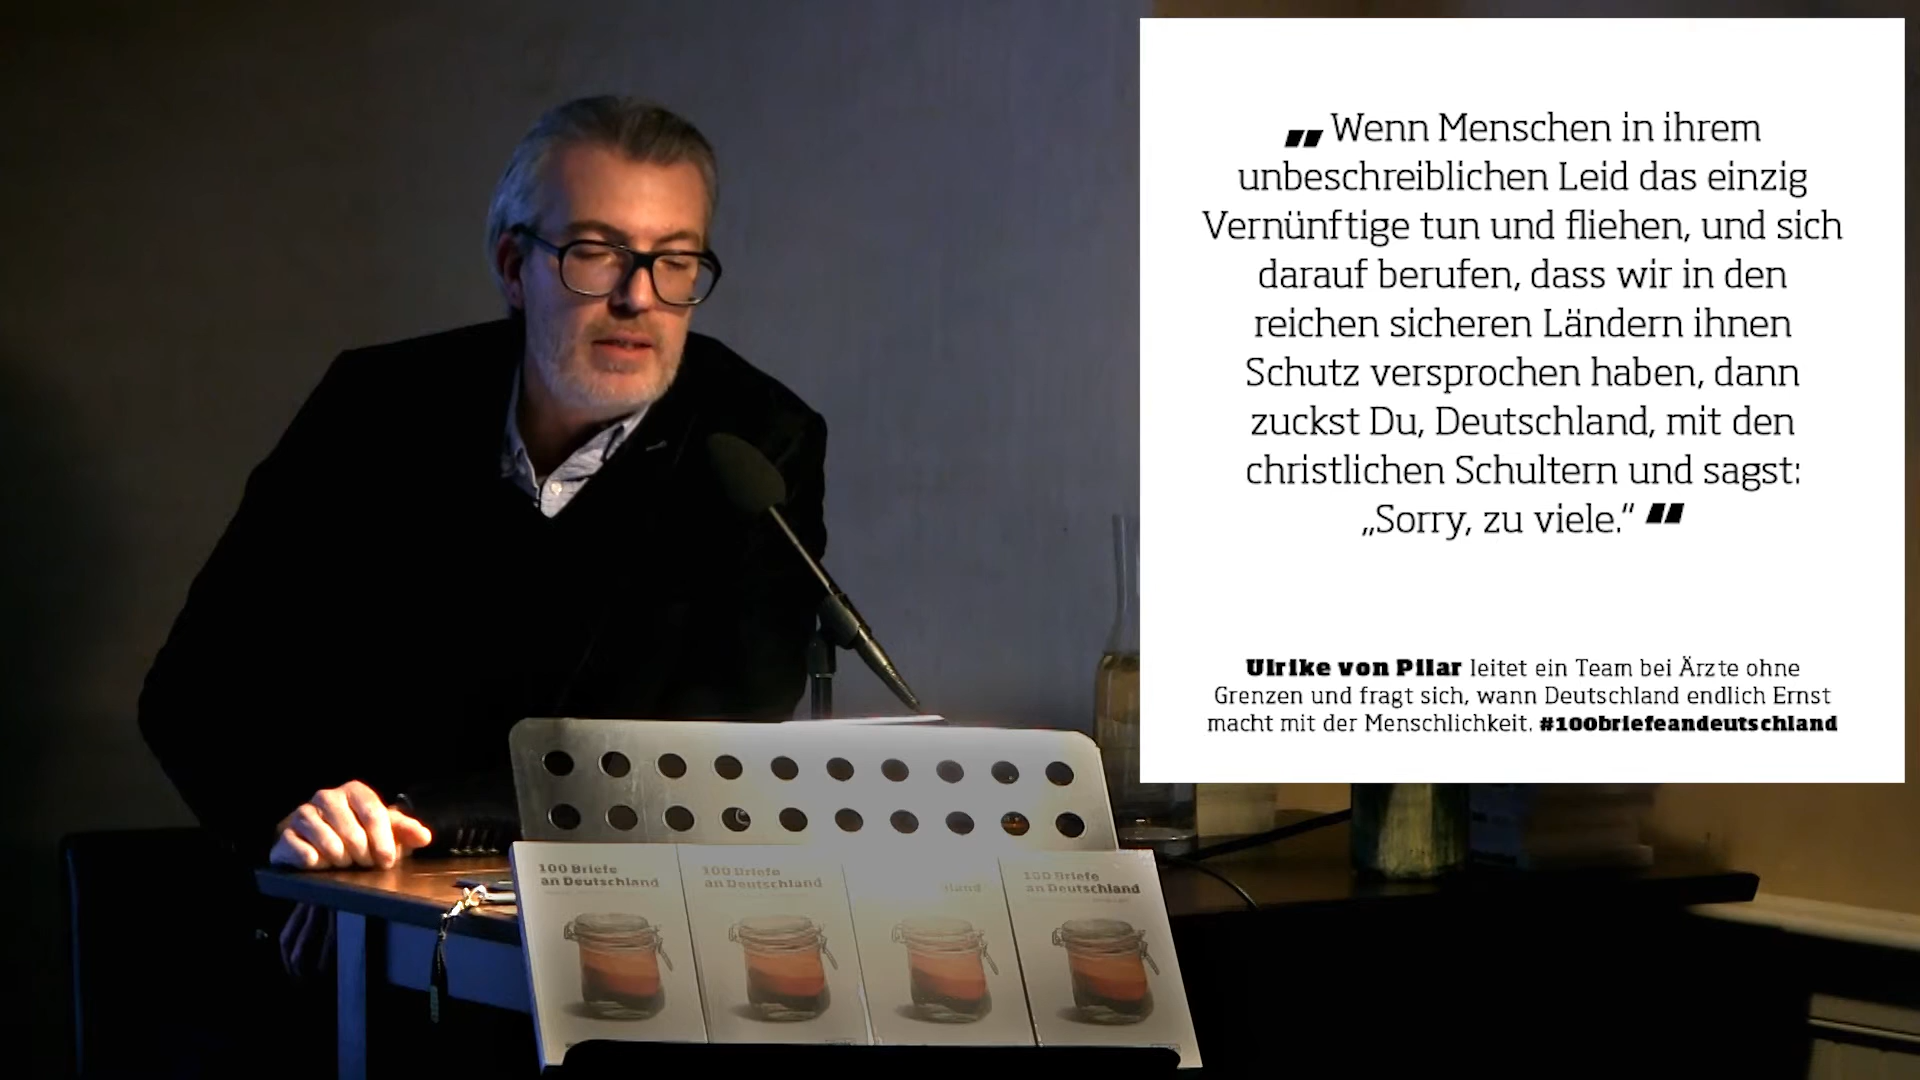 „Wenn Menschen in ihrem
unbeschreiblichen Leid das einzig
Vernünftige tun und fliehen, und sich
darauf berufen, dass wir in den
reichen sicheren Ländern ihnen
Schutz versprochen haben, dann
zuckst Du, Deutschland, mit den
christlichen Schultern und sagst:
„Sorry, zu viele.“ “
Ulrike von Pilar leitet ein Team bei Ärzte ohne
Grenzen und fragt sich, wann Deutschland endlich Ernst
macht mit der Menschlichkeit. #100briefeandeutschland
100 Briefe
an Deutschland
100 Briefe
an Deutschland
100 Briefe
an Deutschland